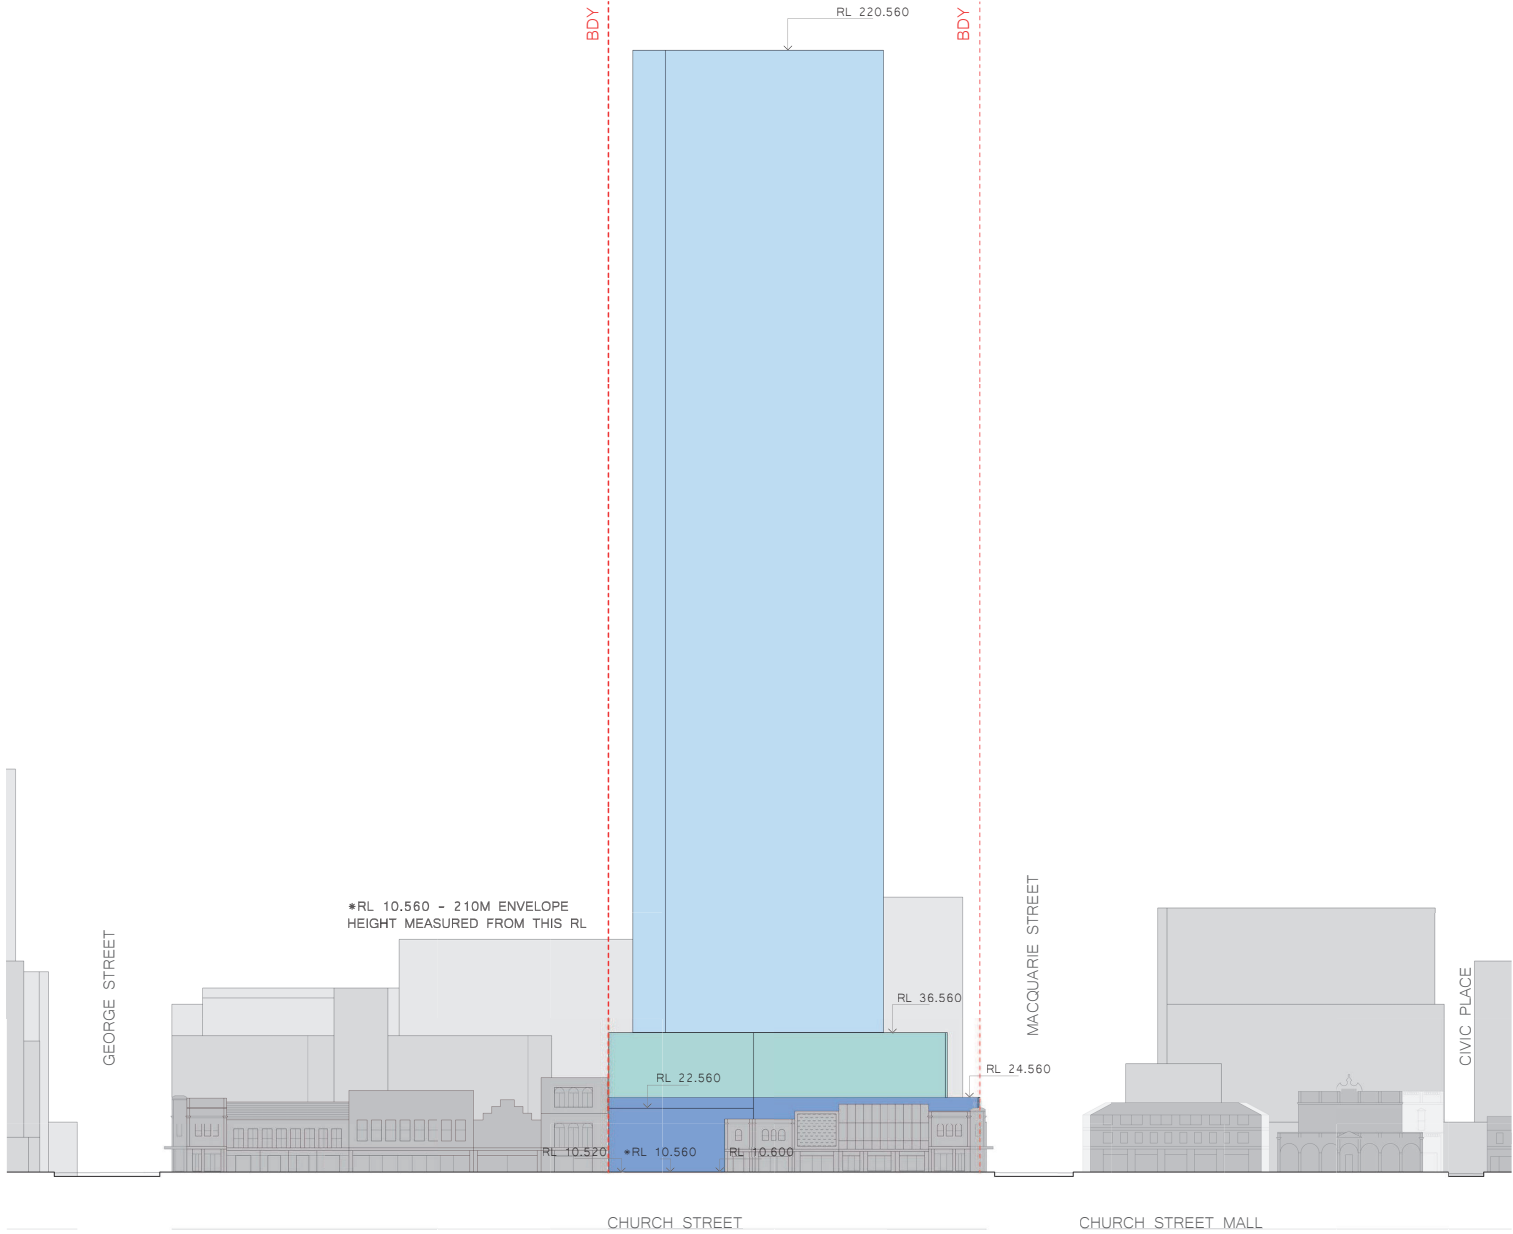 BDY
BDY
RL 220.560
*RL 10.560 - 210M ENVELOPE
HEIGHT MEASURED FROM THIS RL
GEORGE STREET
MACQUARIE STREET
CIVIC PLACE
RL 36.560
RL 24.560
RL 22.560
RL 10.520
*RL 10.560
RL 10.600
CHURCH STREET
CHURCH STREET MALL